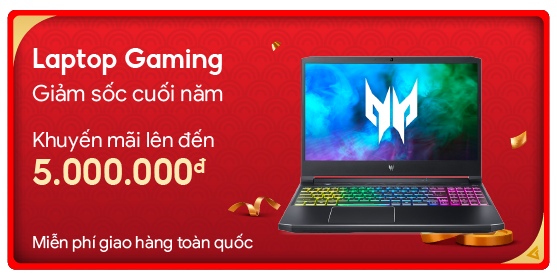 Laptop Gaming
Giảm sốc cuối năm
Khuyến mãi lên đến
5.000.000đ
Miễn phí giao hàng toàn quốc